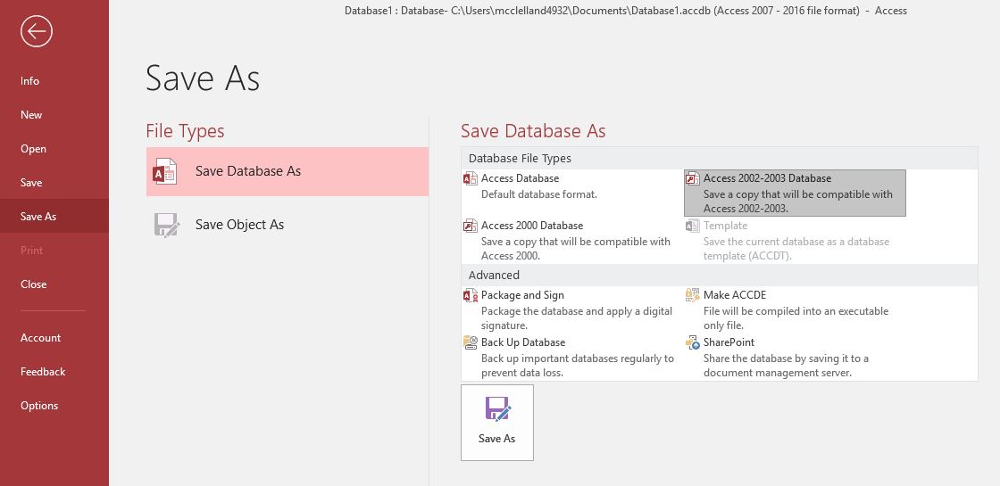 Database1 : Database- C:\Users\mcclelland4932\Documents\Database1.accdb (Access 2007 - 2016 file format) - Access
Info
New
Open
Save
Save As
Print
Close
Account
Feedback
Options
Save As
File Types
Save Database As
Save Object As
Save Database As
Database File Types
Access Database
Default database format.
Access 2002-2003 Database
Save a copy that will be compatible with
Access 2002-2003.
Access 2000 Database
Save a copy that will be compatible with
Access 2000.
Template
Save the current database as a database
template (ACCDT).
Advanced
Package and Sign
Package the database and apply a digital
signature.
Make ACCDE
File will be compiled into an executable
only file.
Back Up Database
Back up important databases regularly to
prevent data loss.
SharePoint
Share the database by saving it to a
document management server.
Save As